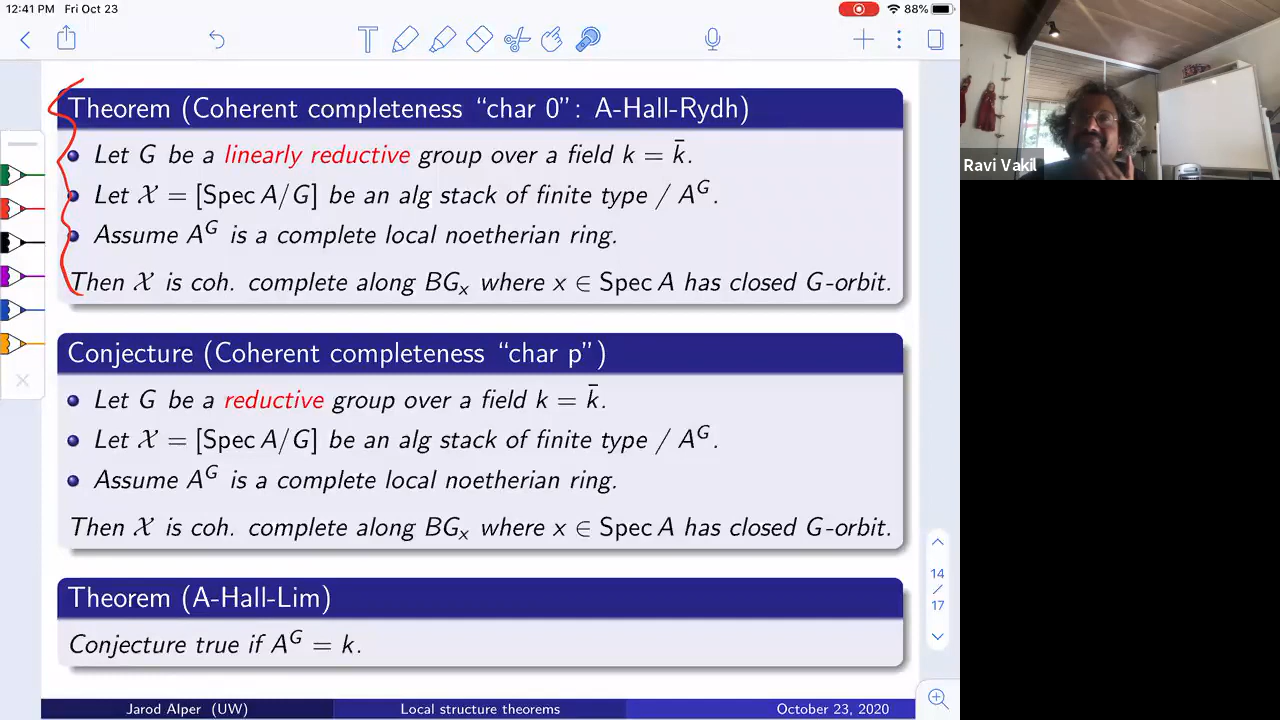 12:41 PM Fri Oct 23
88%
Theorem (Coherent completeness “char 0”: A-Hall-Rydh)
Let G be a linearly reductive group over a field k = k̄.
Let 𝒳 = [Spec A/G] be an alg stack of finite type / A^G.
Assume A^G is a complete local noetherian ring.
Then 𝒳 is coh. complete along BG_x where x ∈ Spec A has closed G-orbit.
Conjecture (Coherent completeness “char p”)
Let G be a reductive group over a field k = k̄.
Let 𝒳 = [Spec A/G] be an alg stack of finite type / A^G.
Assume A^G is a complete local noetherian ring.
Then 𝒳 is coh. complete along BG_x where x ∈ Spec A has closed G-orbit.
Theorem (A-Hall-Lim)
Conjecture true if A^G = k.
14
/
17
Jarod Alper (UW) Local structure theorems October 23, 2020
Ravi Vakil